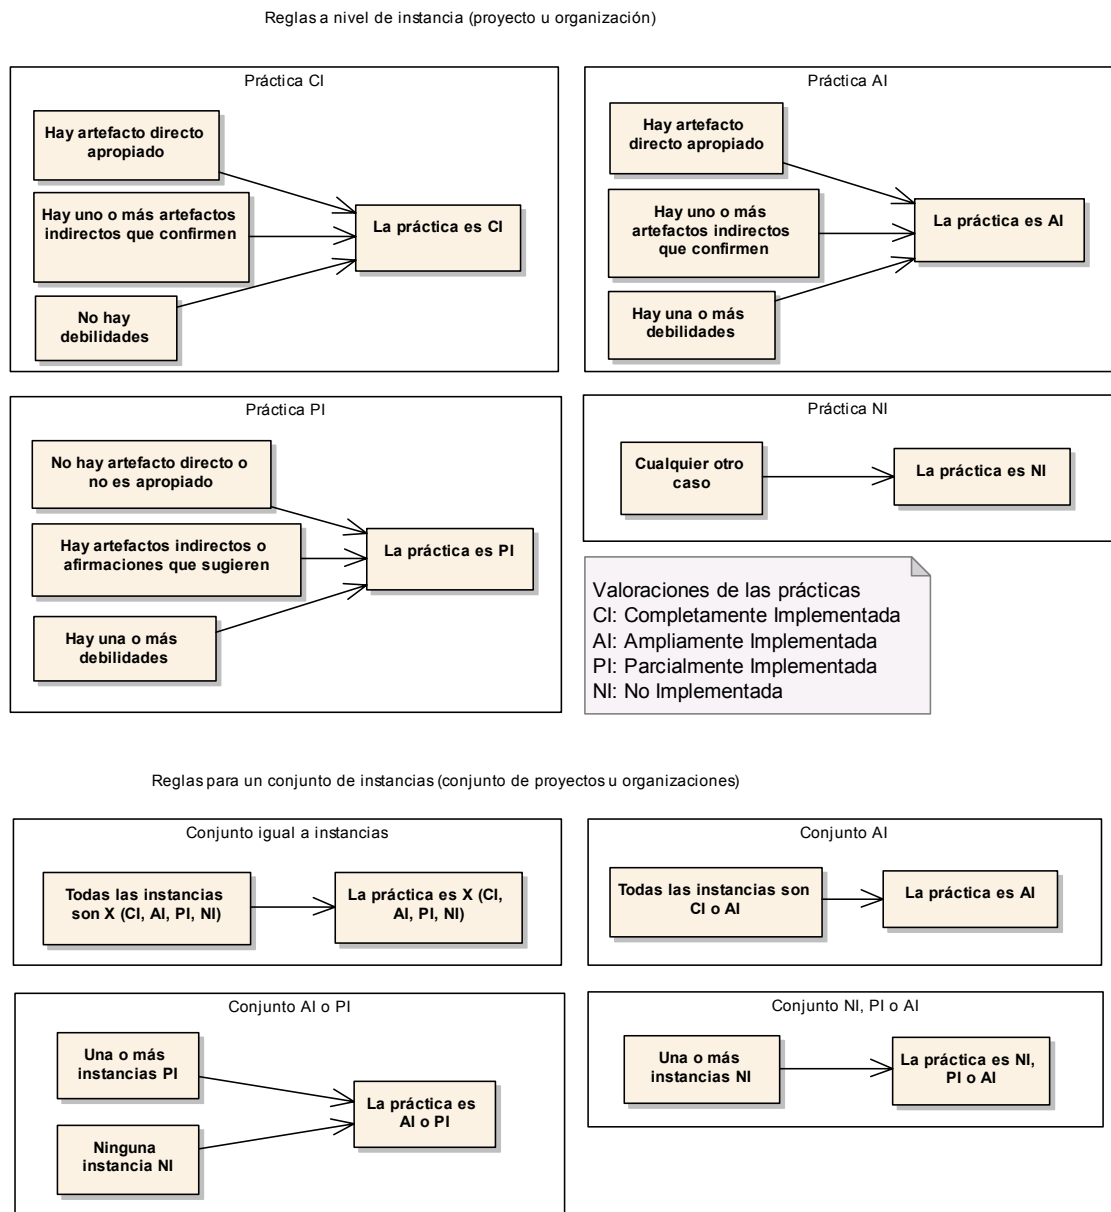 Reglas a nivel de instancia (proyecto u organización)
Práctica CI
Hay artefacto directo
apropiado
Hay uno o más artefactos
indirectos que confirmen
No hay
debilidades
La práctica es CI
Práctica AI
Hay artefacto
directo apropiado
Hay uno o más
artefactos indirectos
que confirmen
Hay una o más
debilidades
La práctica es AI
Práctica PI
No hay artefacto directo o
no es apropiado
Hay artefactos indirectos o
afirmaciones que sugieren
Hay una o más
debilidades
La práctica es PI
Práctica NI
Cualquier otro
caso
La práctica es NI
Valoraciones de las prácticas
CI: Completamente Implementada
AI: Ampliamente Implementada
PI: Parcialmente Implementada
NI: No Implementada
Reglas para un conjunto de instancias (conjunto de proyectos u organizaciones)
Conjunto igual a instancias
Todas las instancias
son X (CI, AI, PI, NI)
La práctica es X (CI,
AI, PI, NI)
Conjunto AI
Todas las instancias son
CI o AI
La práctica es AI
Conjunto AI o PI
Una o más
instancias PI
Ninguna
instancia NI
La práctica es
AI o PI
Conjunto NI, PI o AI
Una o más
instancias NI
La práctica es NI,
PI o AI